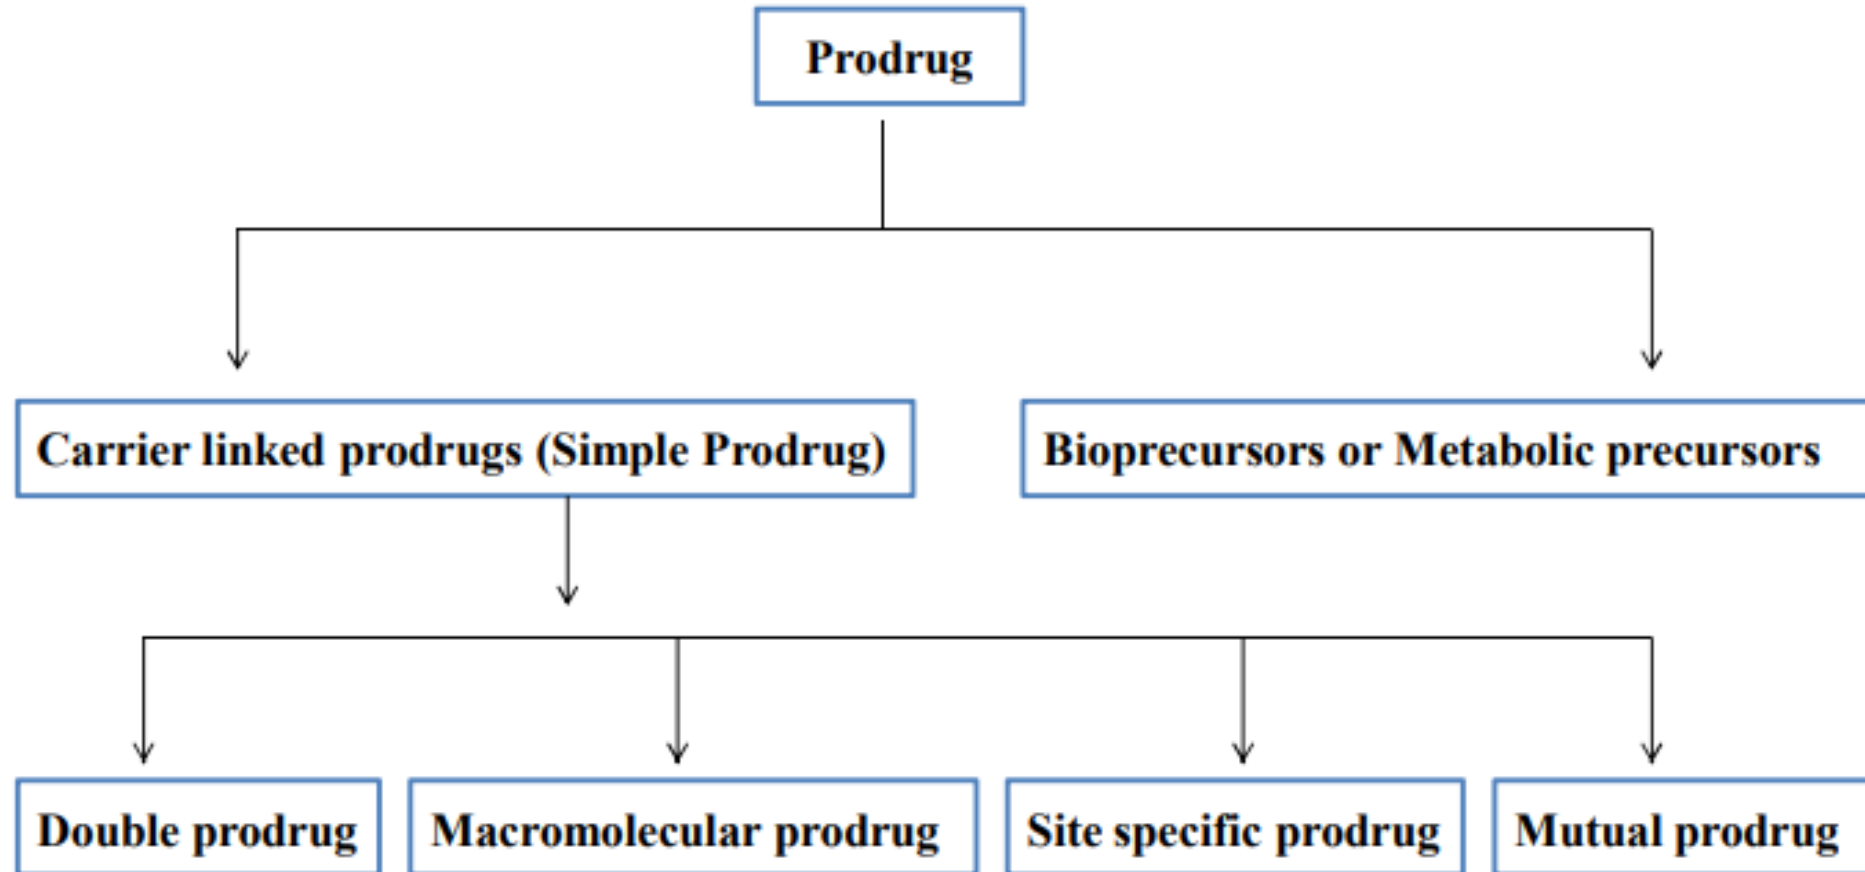 Prodrug
Carrier linked prodrugs (Simple Prodrug)
Bioprecursors or Metabolic precursors
Double prodrug
Macromolecular prodrug
Site specific prodrug
Mutual prodrug